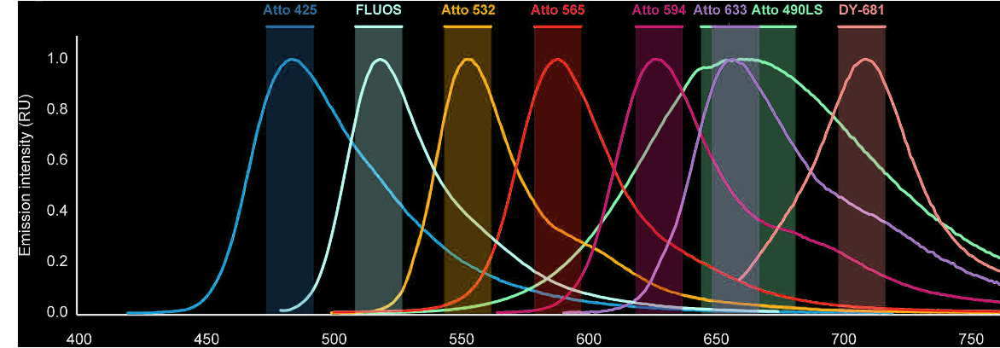 Atto 425 FLUOS Atto 532 Atto 565 Atto 594 Atto 633 Atto 490LS DY-681
Emission intensity (RU)
1.0
0.8
0.6
0.4
0.2
0.0
400 450 500 550 600 650 700 750